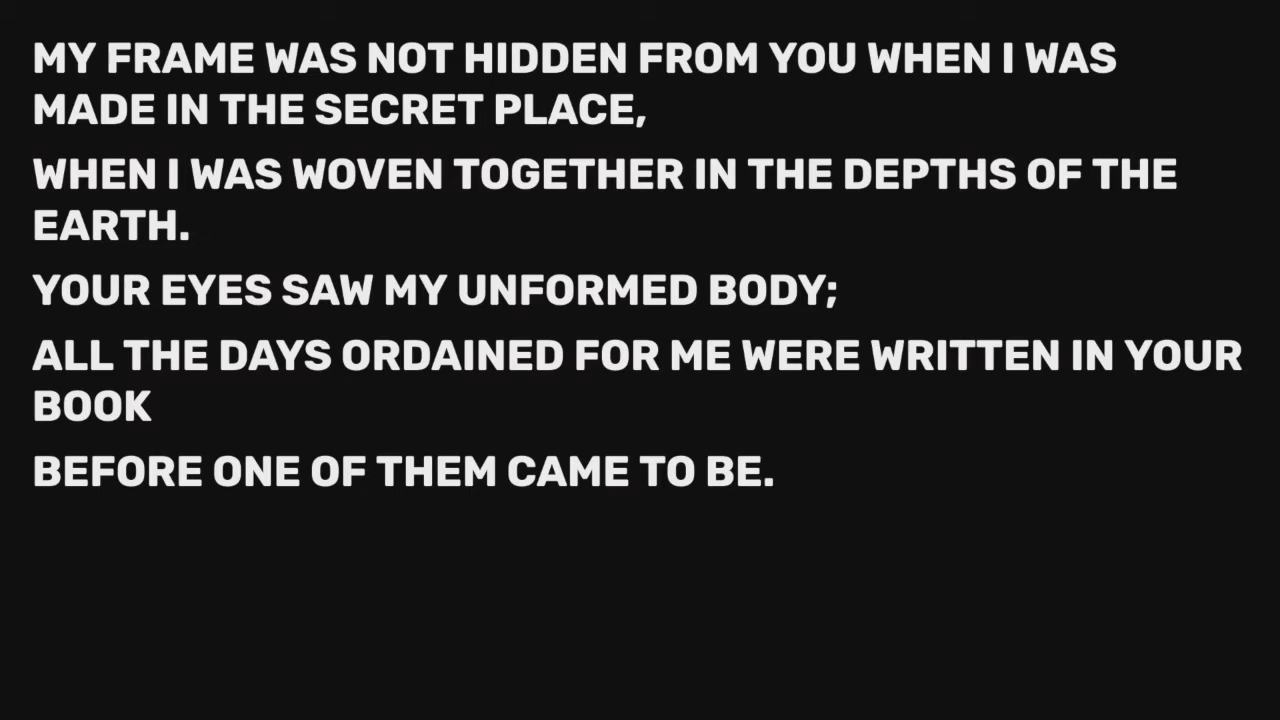 MY FRAME WAS NOT HIDDEN FROM YOU WHEN I WAS
MADE IN THE SECRET PLACE,
WHEN I WAS WOVEN TOGETHER IN THE DEPTHS OF THE
EARTH.
YOUR EYES SAW MY UNFORMED BODY;
ALL THE DAYS ORDAINED FOR ME WERE WRITTEN IN YOUR
BOOK
BEFORE ONE OF THEM CAME TO BE.